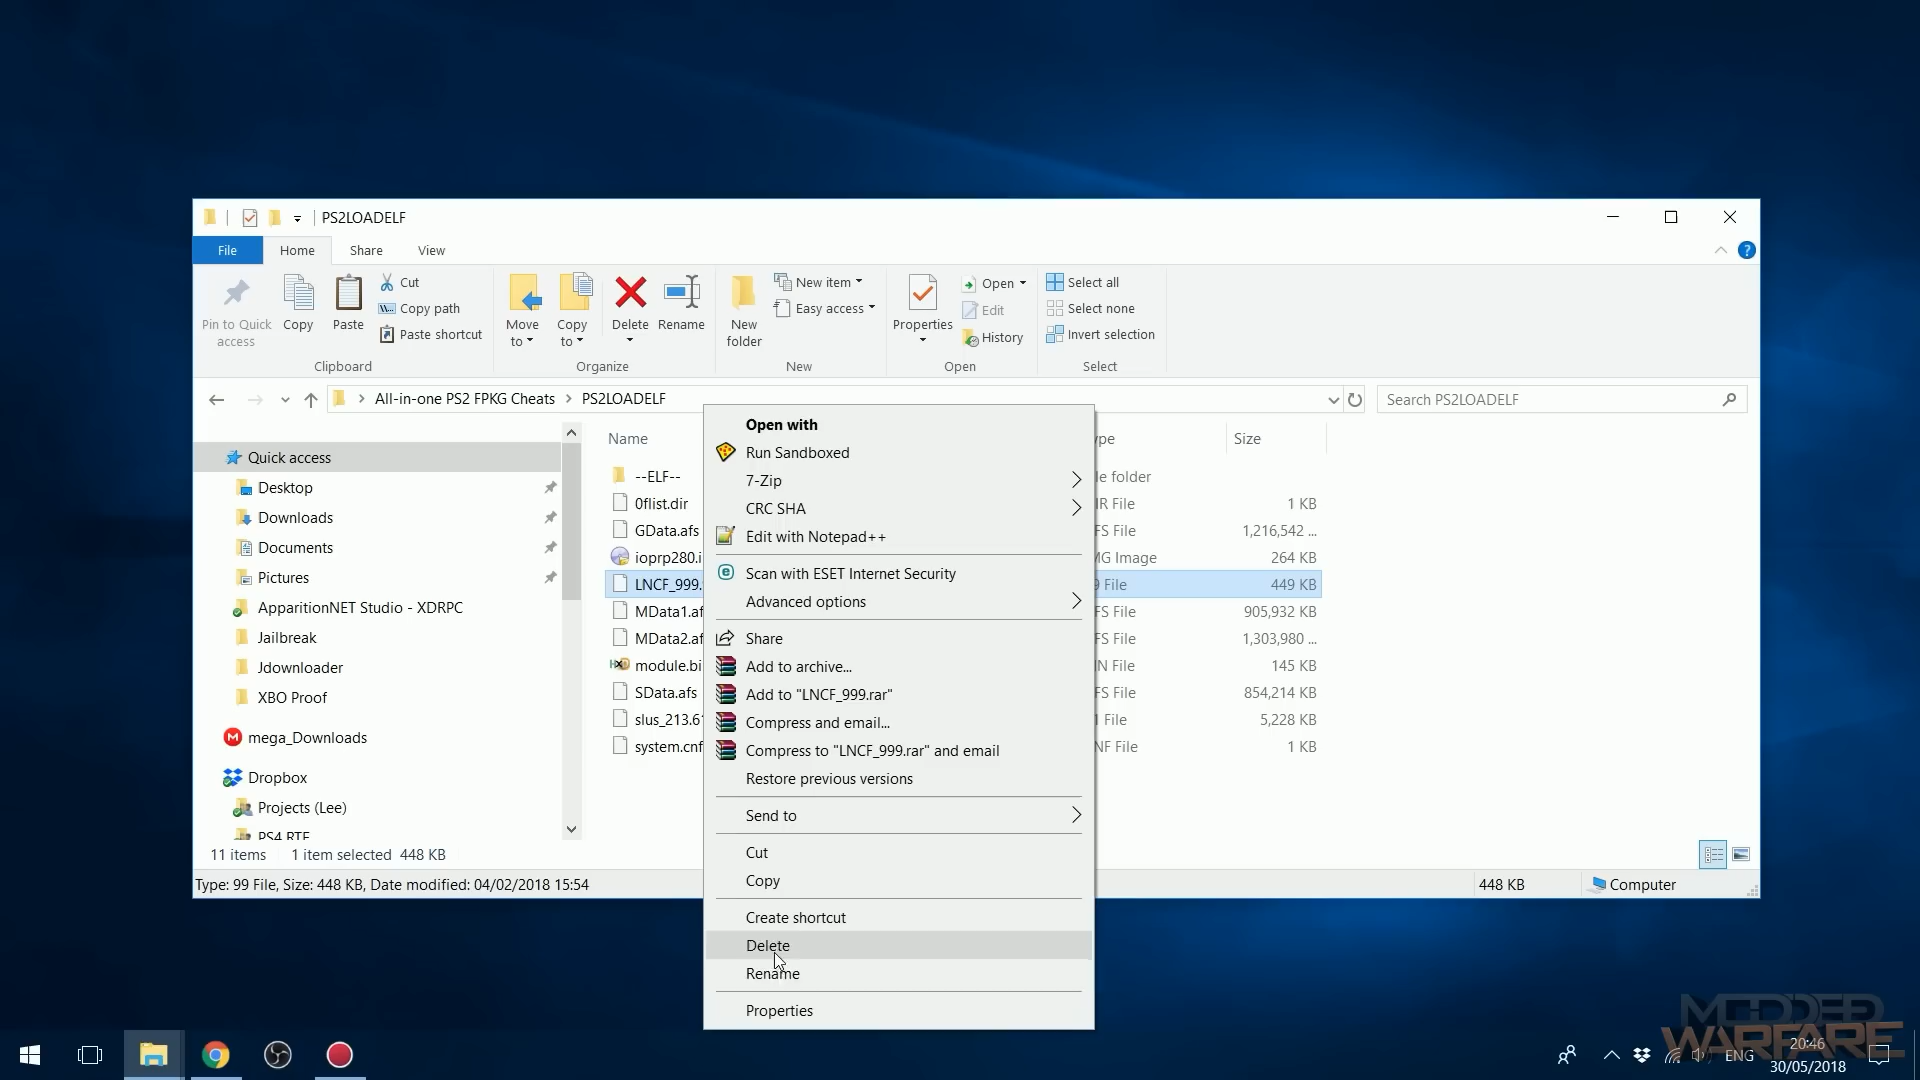 PS2LOADELF
File
Home
Share
View
Pin to Quick access
Copy
Paste
Cut
Copy path
Paste shortcut
Clipboard
Move to
Copy to
Delete
Rename
Organize
New folder
New item
Easy access
New
Properties
Open
Edit
History
Open
Select all
Select none
Invert selection
Select
All-in-one PS2 FPKG Cheats > PS2LOADELF
Search PS2LOADELF
Quick access
Desktop
Downloads
Documents
Pictures
ApparitionNET Studio - XDRPC
Jailbreak
Jdownloader
XBO Proof
mega_Downloads
Dropbox
Projects (Lee)
PS4 RTE
Name
Size
--ELF--
0flist.dir
1 KB
GData.afs
1,216,542 ...
ioprp280.i
264 KB
LNCF_999.
449 KB
MData1.af
905,932 KB
MData2.af
1,303,980 ...
module.bi
145 KB
SData.afs
854,214 KB
slus_213.6
5,228 KB
system.cnf
1 KB
Open with
Run Sandboxed
7-Zip
CRC SHA
Edit with Notepad++
Scan with ESET Internet Security
Advanced options
Share
Add to archive...
Add to "LNCF_999.rar"
Compress and email...
Compress to "LNCF_999.rar" and email
Restore previous versions
Send to
Cut
Copy
Create shortcut
Delete
Rename
Properties
11 items 1 item selected 448 KB
Type: 99 File, Size: 448 KB, Date modified: 04/02/2018 15:54
448 KB
Computer
MODDED
WARFARE
ENG
20:46
30/05/2018